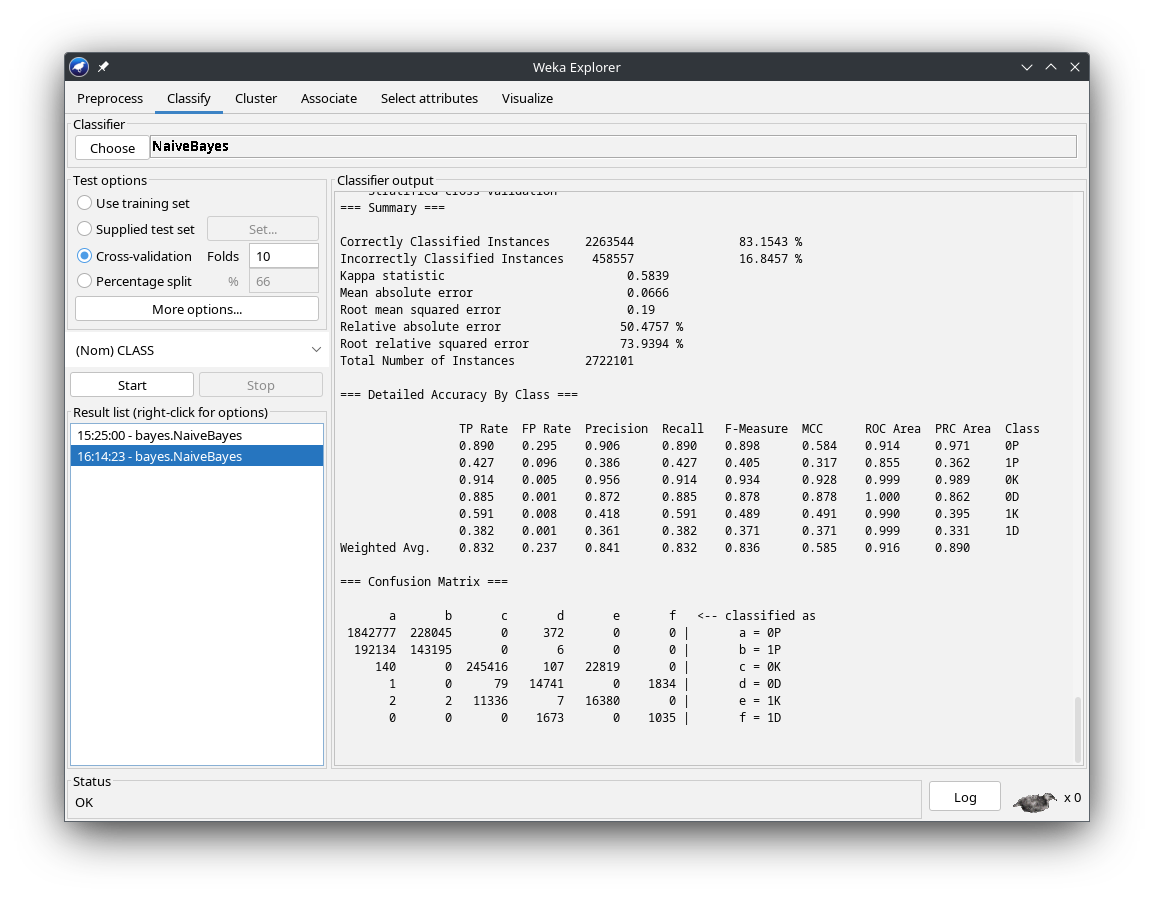 Weka Explorer
Preprocess Classify Cluster Associate Select attributes Visualize
Classifier
Choose NaiveBayes
Test options
Use training set
Supplied test set Set...
Cross-validation Folds 10
Percentage split % 66
More options...
(Nom) CLASS
Start Stop
Result list (right-click for options)
15:25:00 - bayes.NaiveBayes
16:14:23 - bayes.NaiveBayes
Classifier output
=== Summary ===
Correctly Classified Instances 2263544 83.1543 %
Incorrectly Classified Instances 458557 16.8457 %
Kappa statistic 0.5839
Mean absolute error 0.0666
Root mean squared error 0.19
Relative absolute error 50.4757 %
Root relative squared error 73.9394 %
Total Number of Instances 2722101
=== Detailed Accuracy By Class ===
TP Rate FP Rate Precision Recall F-Measure MCC ROC Area PRC Area Class
0.890 0.295 0.906 0.890 0.898 0.584 0.914 0.971 0P
0.427 0.096 0.386 0.427 0.405 0.317 0.855 0.362 1P
0.914 0.005 0.956 0.914 0.934 0.928 0.999 0.989 0K
0.885 0.001 0.872 0.885 0.878 0.878 1.000 0.862 0D
0.591 0.008 0.418 0.591 0.489 0.491 0.990 0.395 1K
0.382 0.001 0.361 0.382 0.371 0.371 0.999 0.331 1D
Weighted Avg. 0.832 0.237 0.841 0.832 0.836 0.585 0.916 0.890
=== Confusion Matrix ===
a b c d e f <-- classified as
1842777 228045 0 372 0 0 | a = 0P
192134 143195 0 6 0 0 | b = 1P
140 0 245416 107 22819 0 | c = 0K
1 0 79 14741 0 1834 | d = 0D
2 2 11336 7 16380 0 | e = 1K
0 0 0 1673 0 1035 | f = 1D
Status
OK
Log x 0